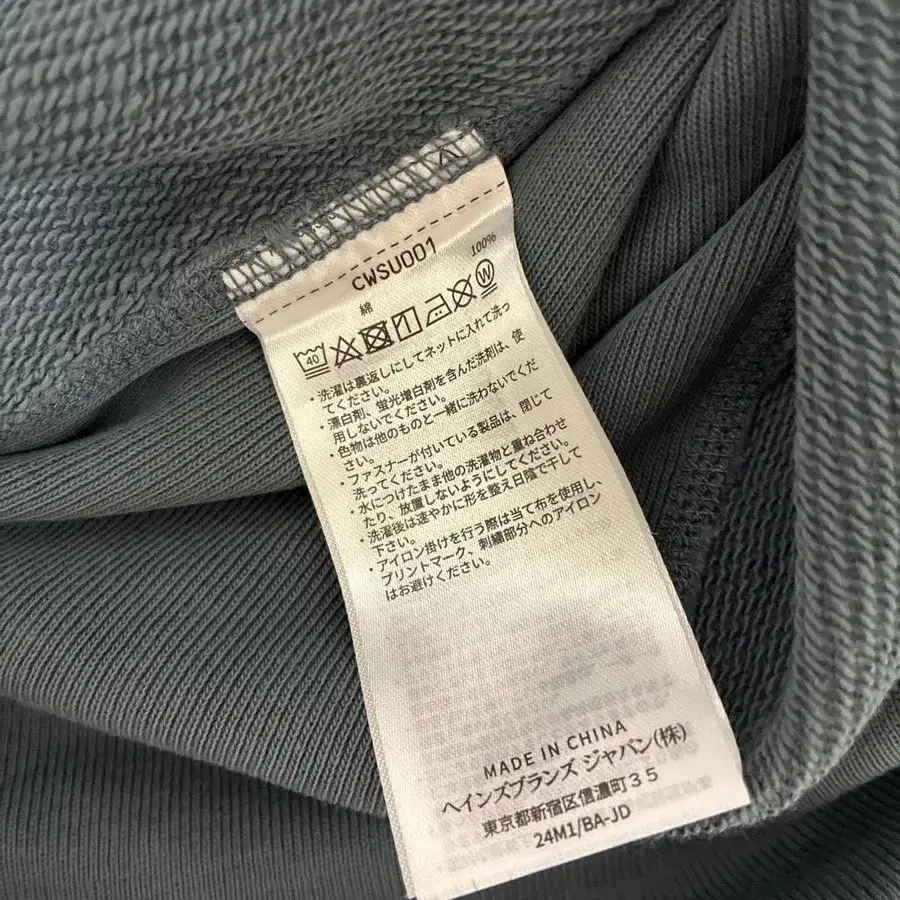 CWSU001
綿 100%
40 W
・洗濯は裏返しにしてネットに入れて洗っ
てください。
・漂白剤、蛍光増白剤を含んだ洗剤は、使
用しないでください。
・色物は他のものと一緒に洗わないでくだ
さい。
・ファスナーが付いている製品は、閉じて
洗ってください。
・水につけたまま他の洗濯物と重ね合わせ
たり、放置しないようにしてください。
・洗濯後は速やかに形を整え日陰で干して
下さい。
・アイロン掛けを行う際は当て布を使用し、
プリントマーク、刺繍部分へのアイロン
はお避けください。
MADE IN CHINA
ヘインズブランズ ジャパン(株)
東京都新宿区信濃町35
24M1/BA-JD